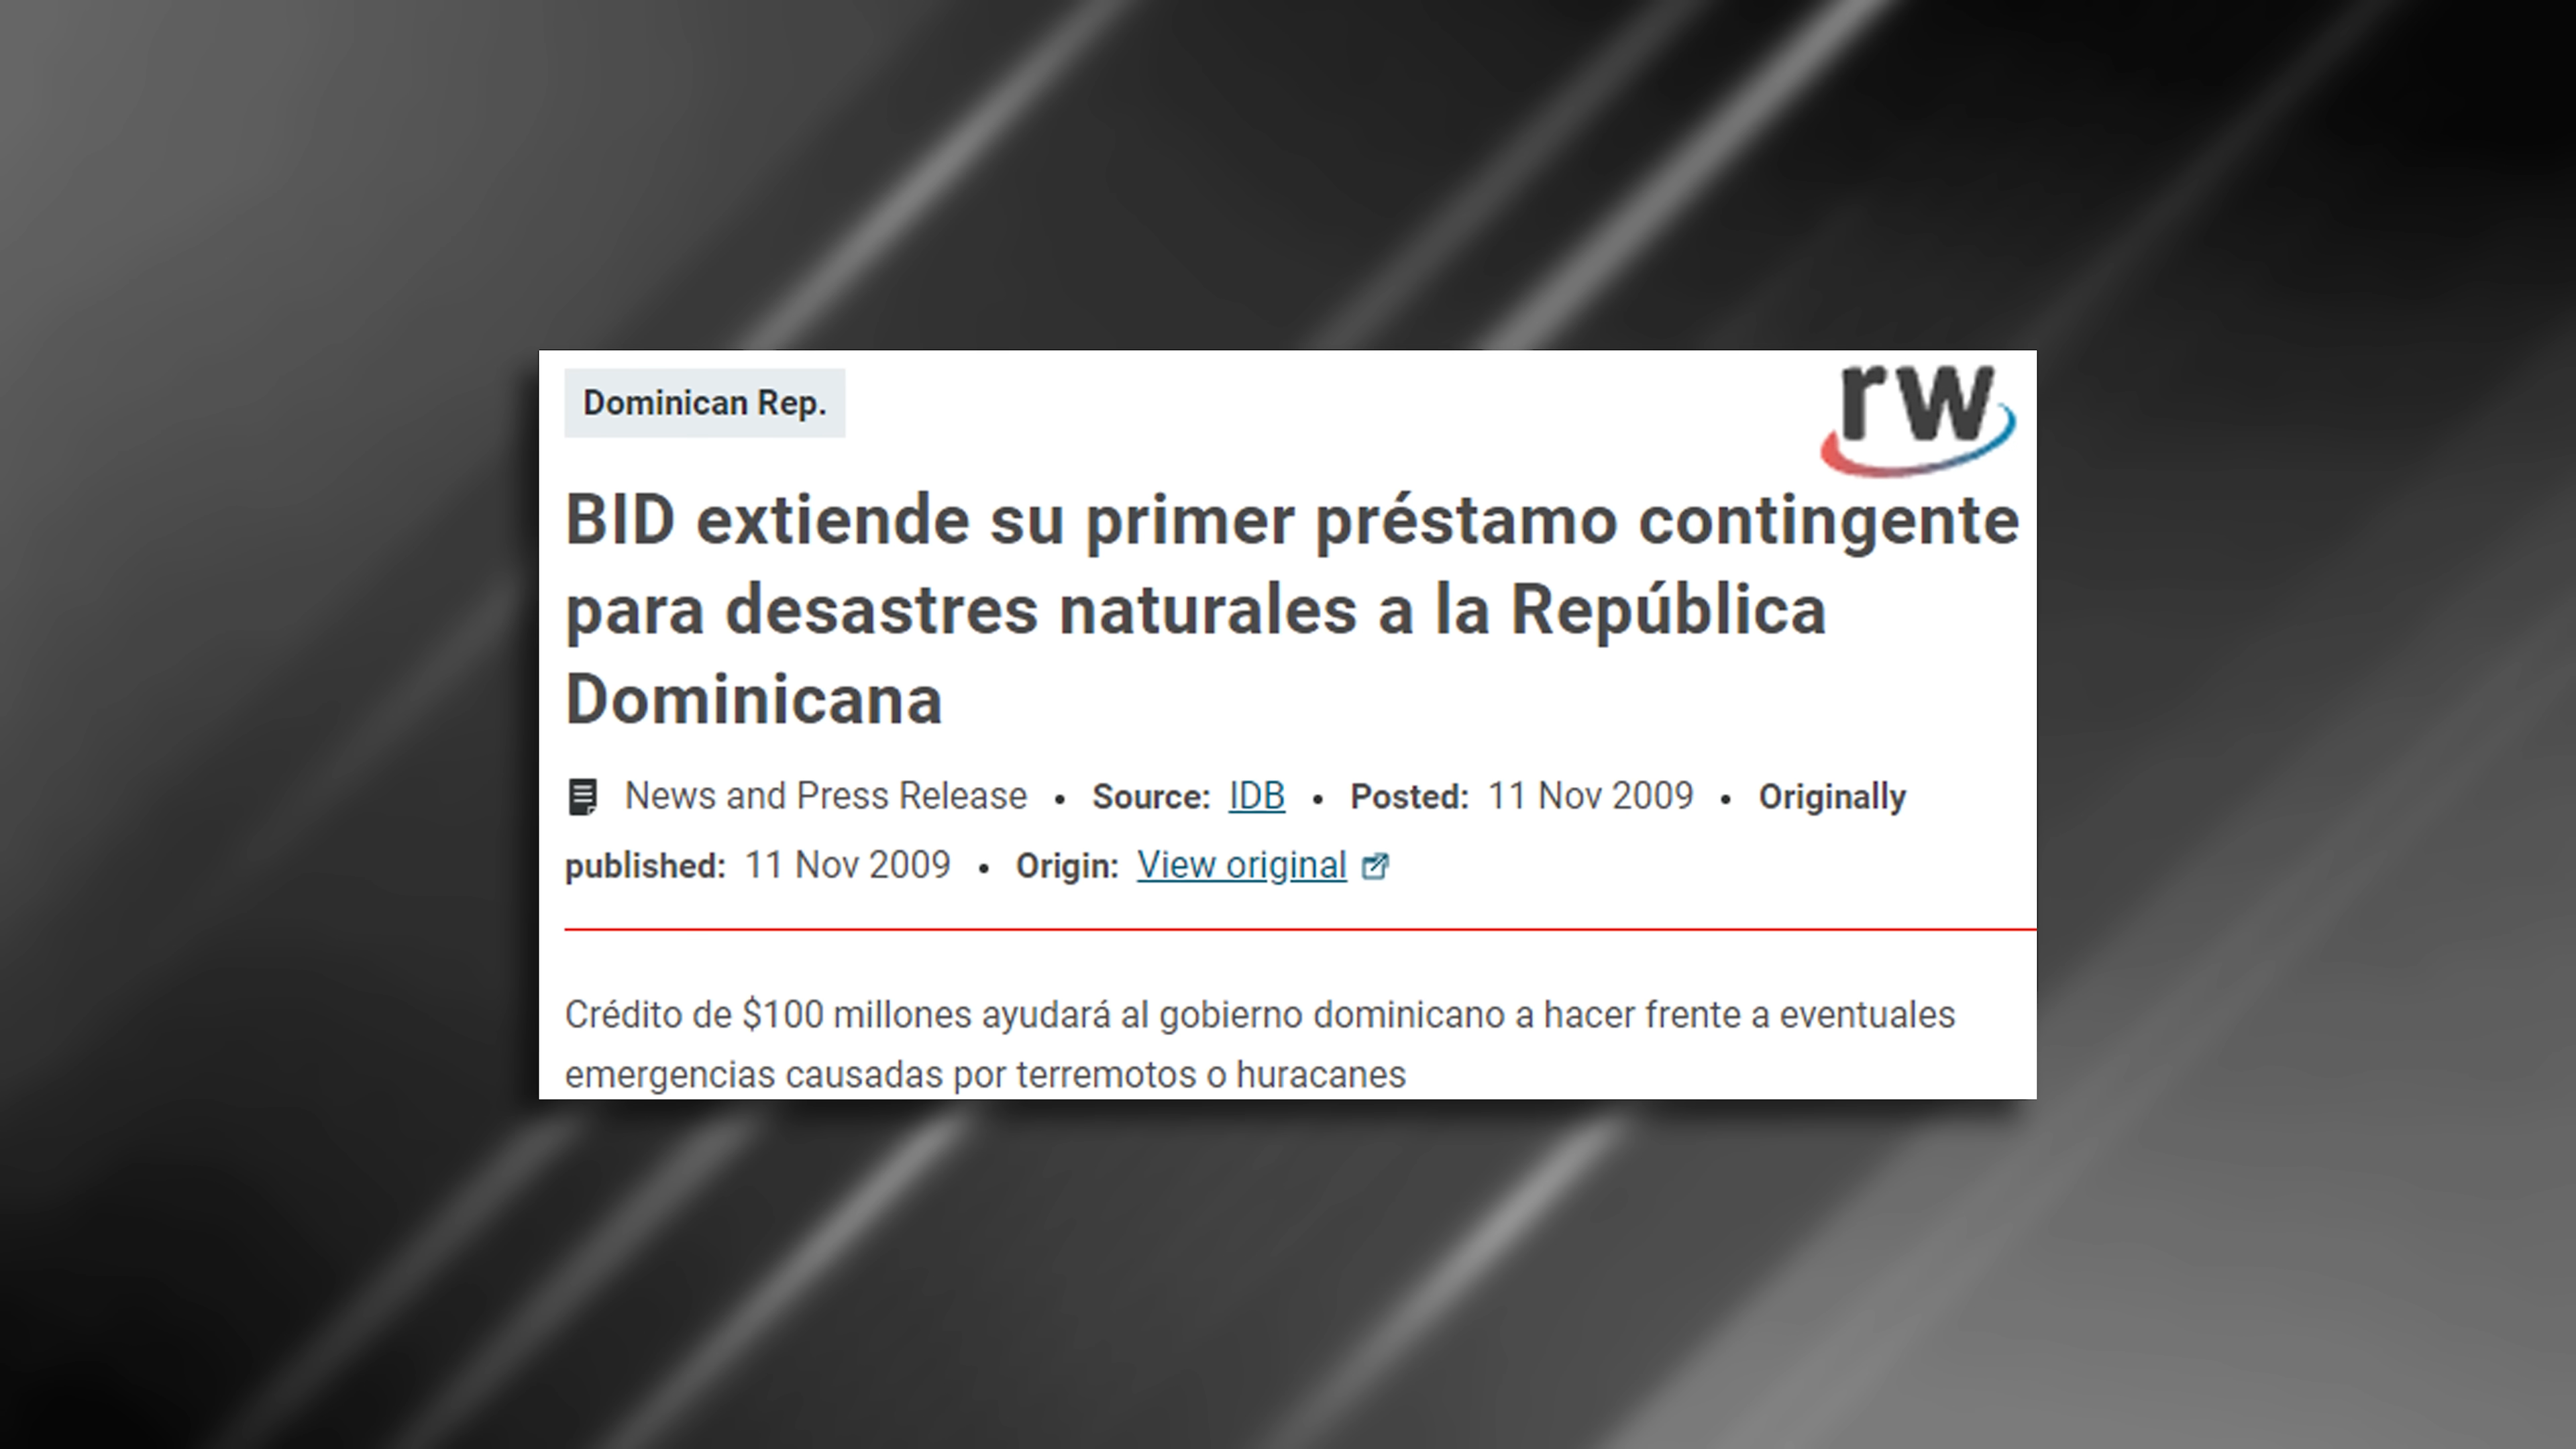 Dominican Rep.
rw
BID extiende su primer préstamo contingente
para desastres naturales a la República
Dominicana
News and Press Release • Source: IDB • Posted: 11 Nov 2009 • Originally
published: 11 Nov 2009 • Origin: View original
Crédito de $100 millones ayudará al gobierno dominicano a hacer frente a eventuales
emergencias causadas por terremotos o huracanes